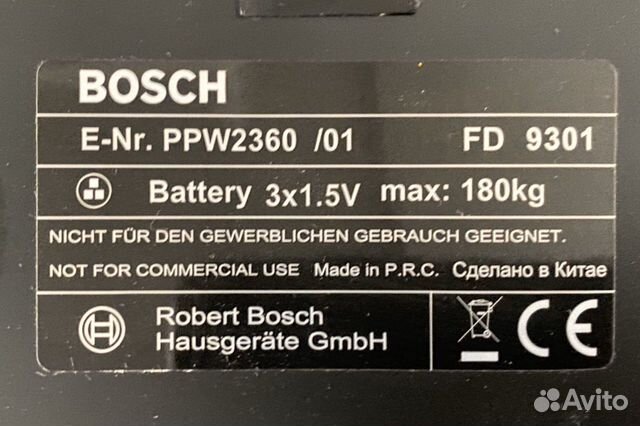 BOSCH
E-Nr. PPW2360 /01 FD 9301
Battery 3x1.5V max: 180kg
NICHT FÜR DEN GEWERBLICHEN GEBRAUCH GEEIGNET.
NOT FOR COMMERCIAL USE Made in P.R.C. Сделано в Китае
Robert Bosch
Hausgeräte GmbH
CE
Avito